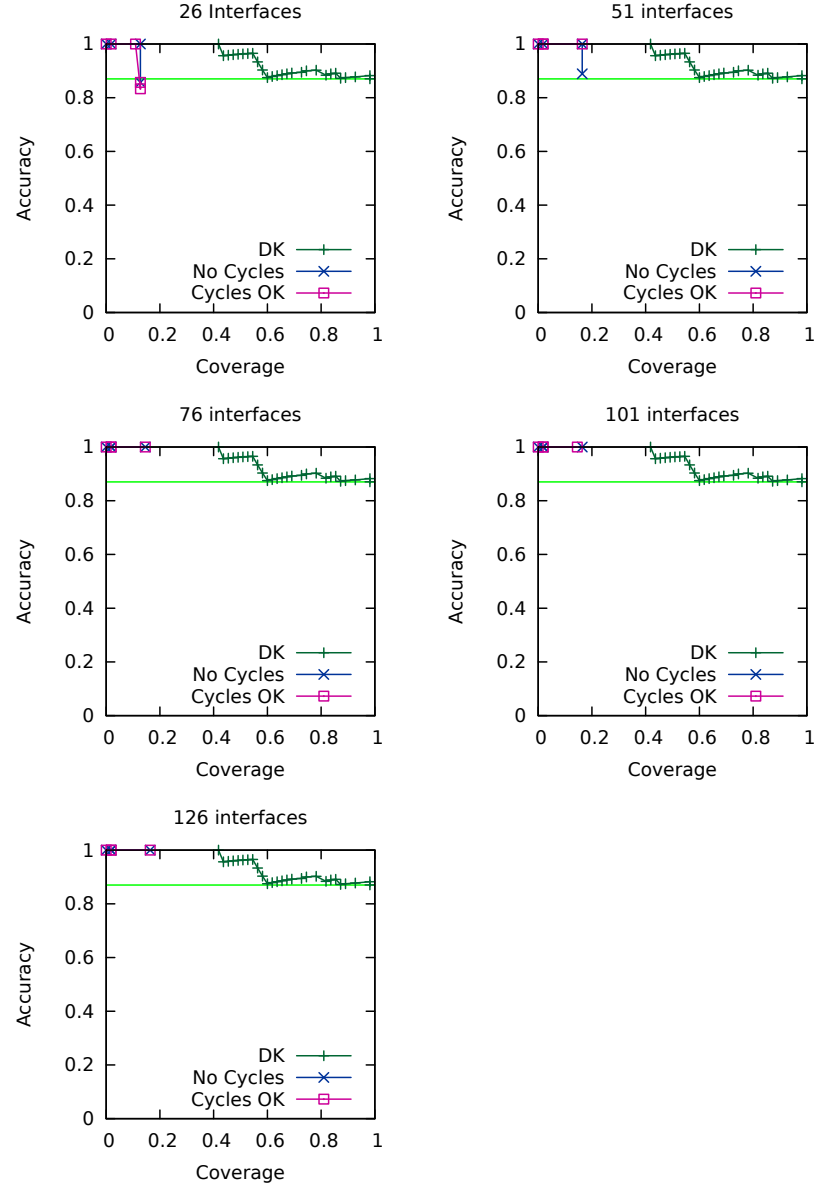 26 Interfaces
1
0.8
0.6
0.4
0.2
0
Accuracy
DK
No Cycles
Cycles OK
0 0.2 0.4 0.6 0.8 1
Coverage
51 interfaces
1
0.8
0.6
0.4
0.2
0
Accuracy
DK
No Cycles
Cycles OK
0 0.2 0.4 0.6 0.8 1
Coverage
76 interfaces
1
0.8
0.6
0.4
0.2
0
Accuracy
DK
No Cycles
Cycles OK
0 0.2 0.4 0.6 0.8 1
Coverage
101 interfaces
1
0.8
0.6
0.4
0.2
0
Accuracy
DK
No Cycles
Cycles OK
0 0.2 0.4 0.6 0.8 1
Coverage
126 interfaces
1
0.8
0.6
0.4
0.2
0
Accuracy
DK
No Cycles
Cycles OK
0 0.2 0.4 0.6 0.8 1
Coverage